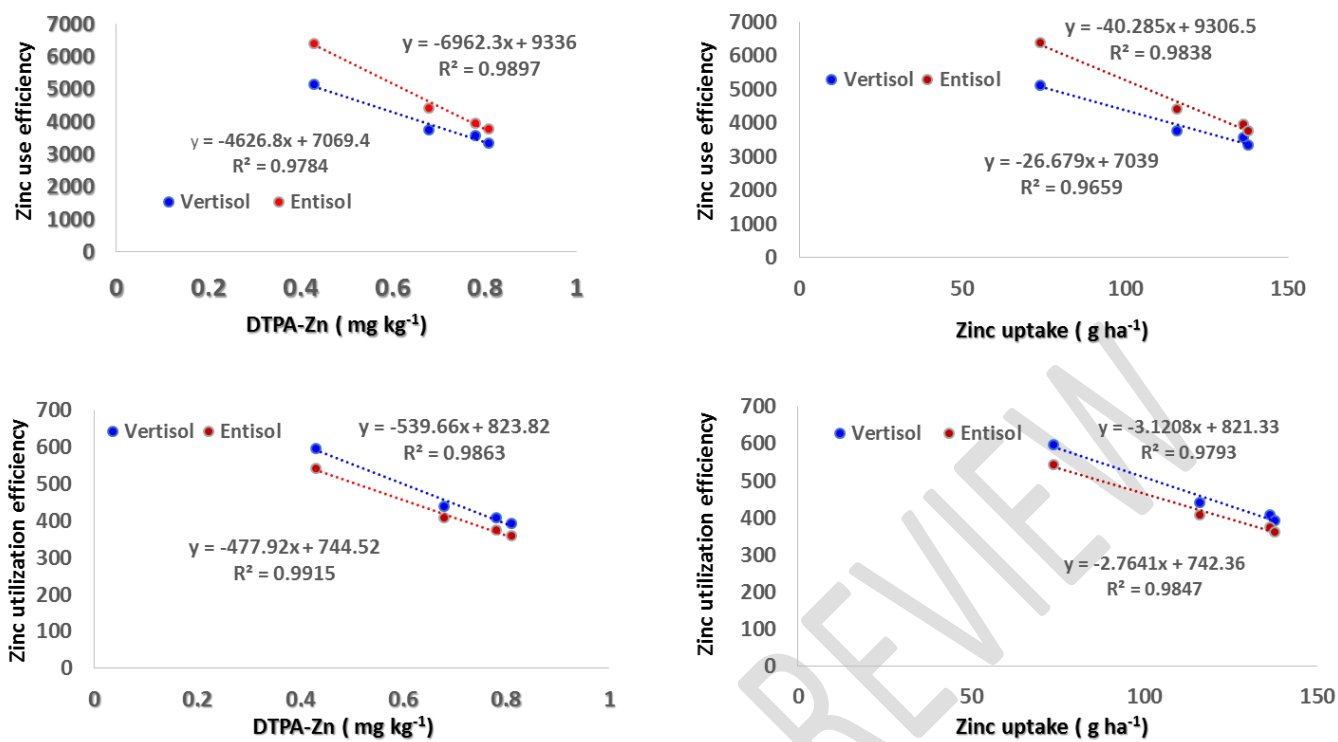 Zinc use efficiency
7000
6000
5000
4000
3000
2000
1000
0
y = -6962.3x + 9336
R² = 0.9897
y = -4626.8x + 7069.4
R² = 0.9784
Vertisol Entisol
0 0.2 0.4 0.6 0.8 1
DTPA-Zn ( mg kg⁻¹)
Zinc use efficiency
7000
6000
5000
4000
3000
2000
1000
0
y = -40.285x + 9306.5
R² = 0.9838
Vertisol Entisol
y = -26.679x + 7039
R² = 0.9659
0 50 100 150
Zinc uptake ( g ha⁻¹)
Zinc utilization efficiency
700
600
500
400
300
200
100
0
Vertisol Entisol
y = -539.66x + 823.82
R² = 0.9863
y = -477.92x + 744.52
R² = 0.9915
0 0.2 0.4 0.6 0.8 1
DTPA-Zn ( mg kg⁻¹)
Zinc utilization efficiency
700
600
500
400
300
200
100
0
Vertisol Entisol
y = -3.1208x + 821.33
R² = 0.9793
y = -2.7641x + 742.36
R² = 0.9847
0 50 100 150
Zinc uptake ( g ha⁻¹)
REVIEW